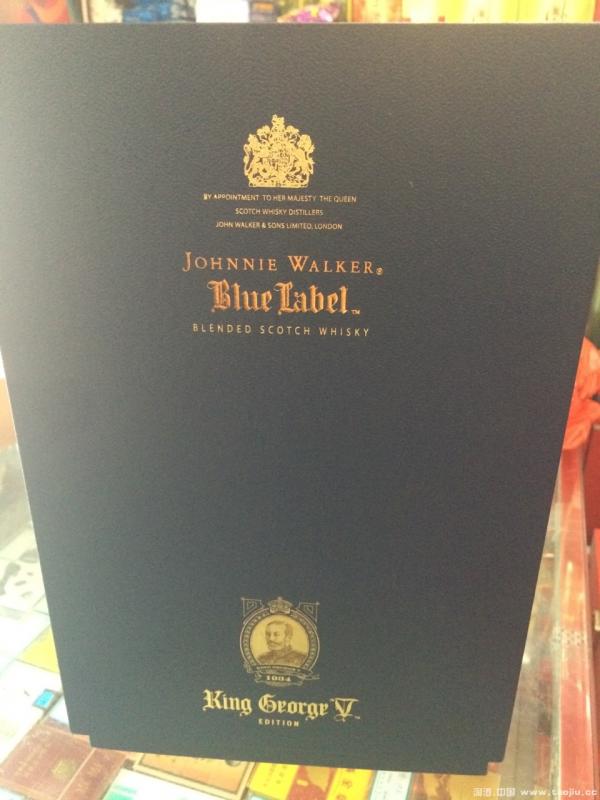 BY APPOINTMENT TO HER MAJESTY THE QUEEN
SCOTCH WHISKY DISTILLERS
JOHN WALKER & SONS LIMITED, LONDON
JOHNNIE WALKER®
Blue Label™
BLENDED SCOTCH WHISKY
1934
King George V™
EDITION
淘酒.中国 www.taojiu.cc